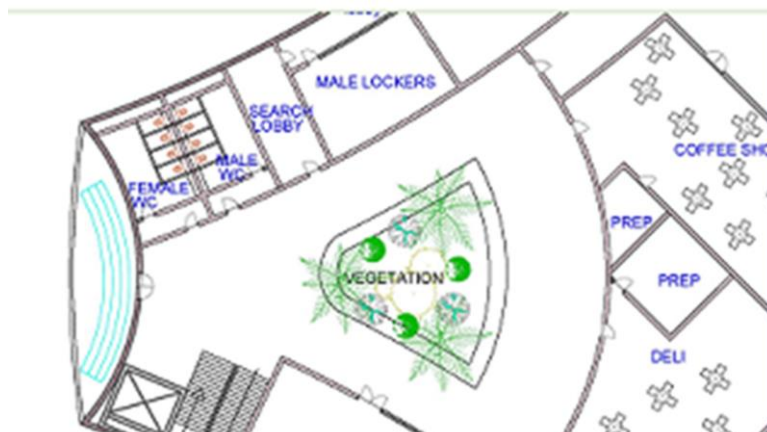 MALE LOCKERS
SEARCH
LOBBY
COFFEE SHO
MALE
WC
FEMALE
WC
PREP
VEGETATION
PREP
DELI